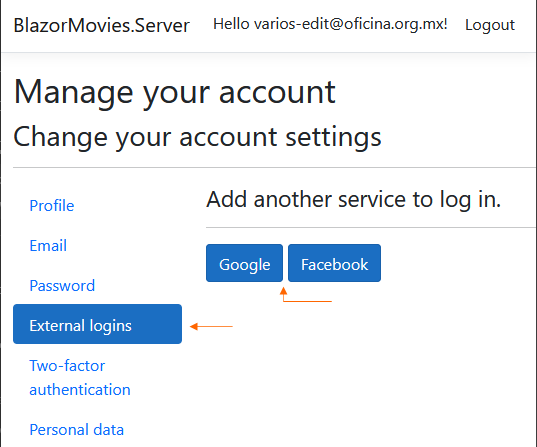 BlazorMovies.Server Hello varios-edit@oficina.org.mx! Logout
Manage your account
Change your account settings
Profile
Email
Password
External logins
Two-factor
authentication
Personal data
Add another service to log in.
Google Facebook